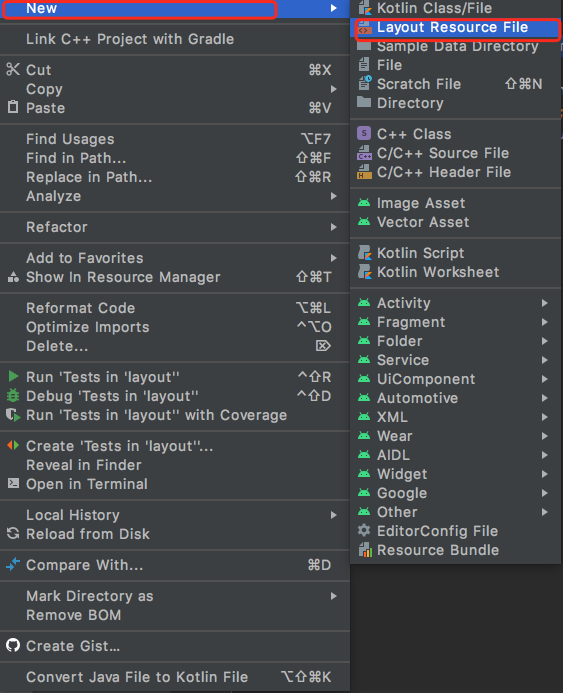 New
Link C++ Project with Gradle
Cut ⌘X
Copy
Paste ⌘V
Find Usages ⌥F7
Find in Path... ⇧⌘F
Replace in Path... ⇧⌘R
Analyze
Refactor
Add to Favorites
Show In Resource Manager ⇧⌘T
Reformat Code ⌥⌘L
Optimize Imports ^⌥O
Delete... ⌦
Run 'Tests in 'layout'' ^⇧R
Debug 'Tests in 'layout'' ^⇧D
Run 'Tests in 'layout'' with Coverage
Create 'Tests in 'layout''...
Reveal in Finder
Open in Terminal
Local History
Reload from Disk
Compare With... ⌘D
Mark Directory as
Remove BOM
Create Gist...
Convert Java File to Kotlin File ⌥⇧⌘K
Kotlin Class/File
Layout Resource File
Sample Data Directory
File
Scratch File ⇧⌘N
Directory
S C++ Class
C++ C/C++ Source File
H C/C++ Header File
Image Asset
Vector Asset
Kotlin Script
Kotlin Worksheet
Activity
Fragment
Folder
Service
UiComponent
Automotive
XML
Wear
AIDL
Widget
Google
Other
EditorConfig File
Resource Bundle